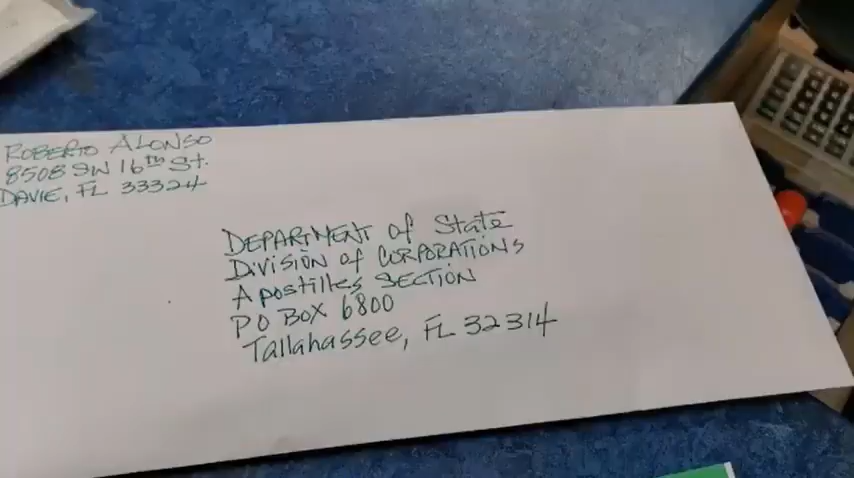 ROBERTO ALONSO
8508 SW 16th St.
DAVIE, FL 33324
DEPARTMENT of State
Division of CORPORATIONS
Apostilles SECTION
PO BOX 6800
Tallahassee, FL 32314